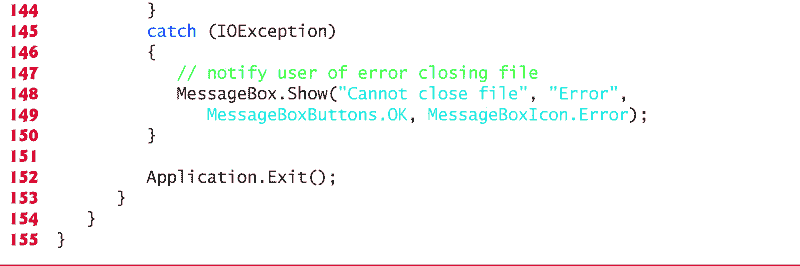 144 }
145 catch (IOException)
146 {
147 // notify user of error closing file
148 MessageBox.Show("Cannot close file", "Error",
149 MessageBoxButtons.OK, MessageBoxIcon.Error);
150 }
151
152 Application.Exit();
153 }
154 }
155 }